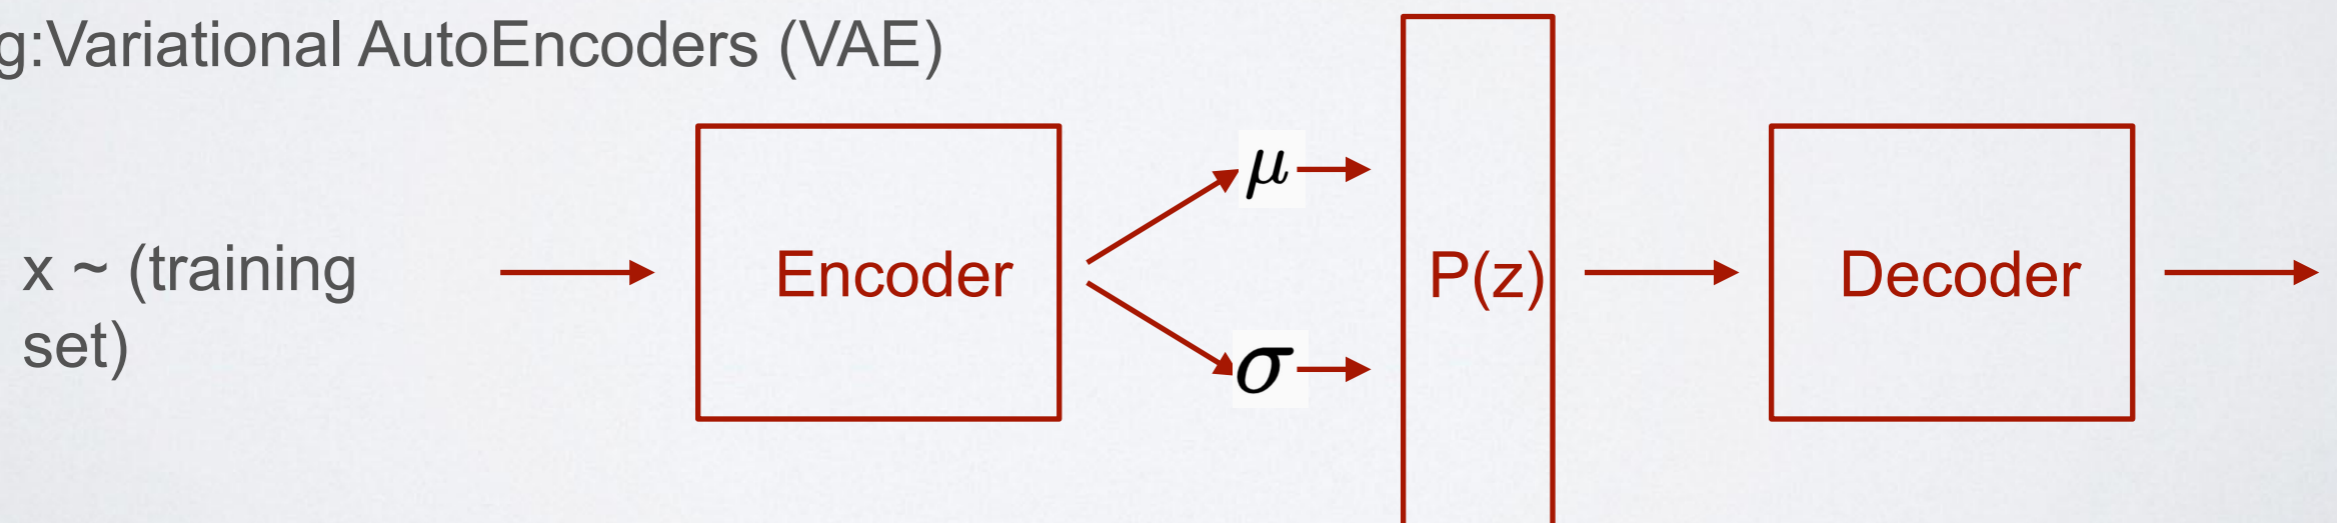 g:Variational AutoEncoders (VAE)
x ~ (training
set)
Encoder
μ
σ
P(z)
Decoder